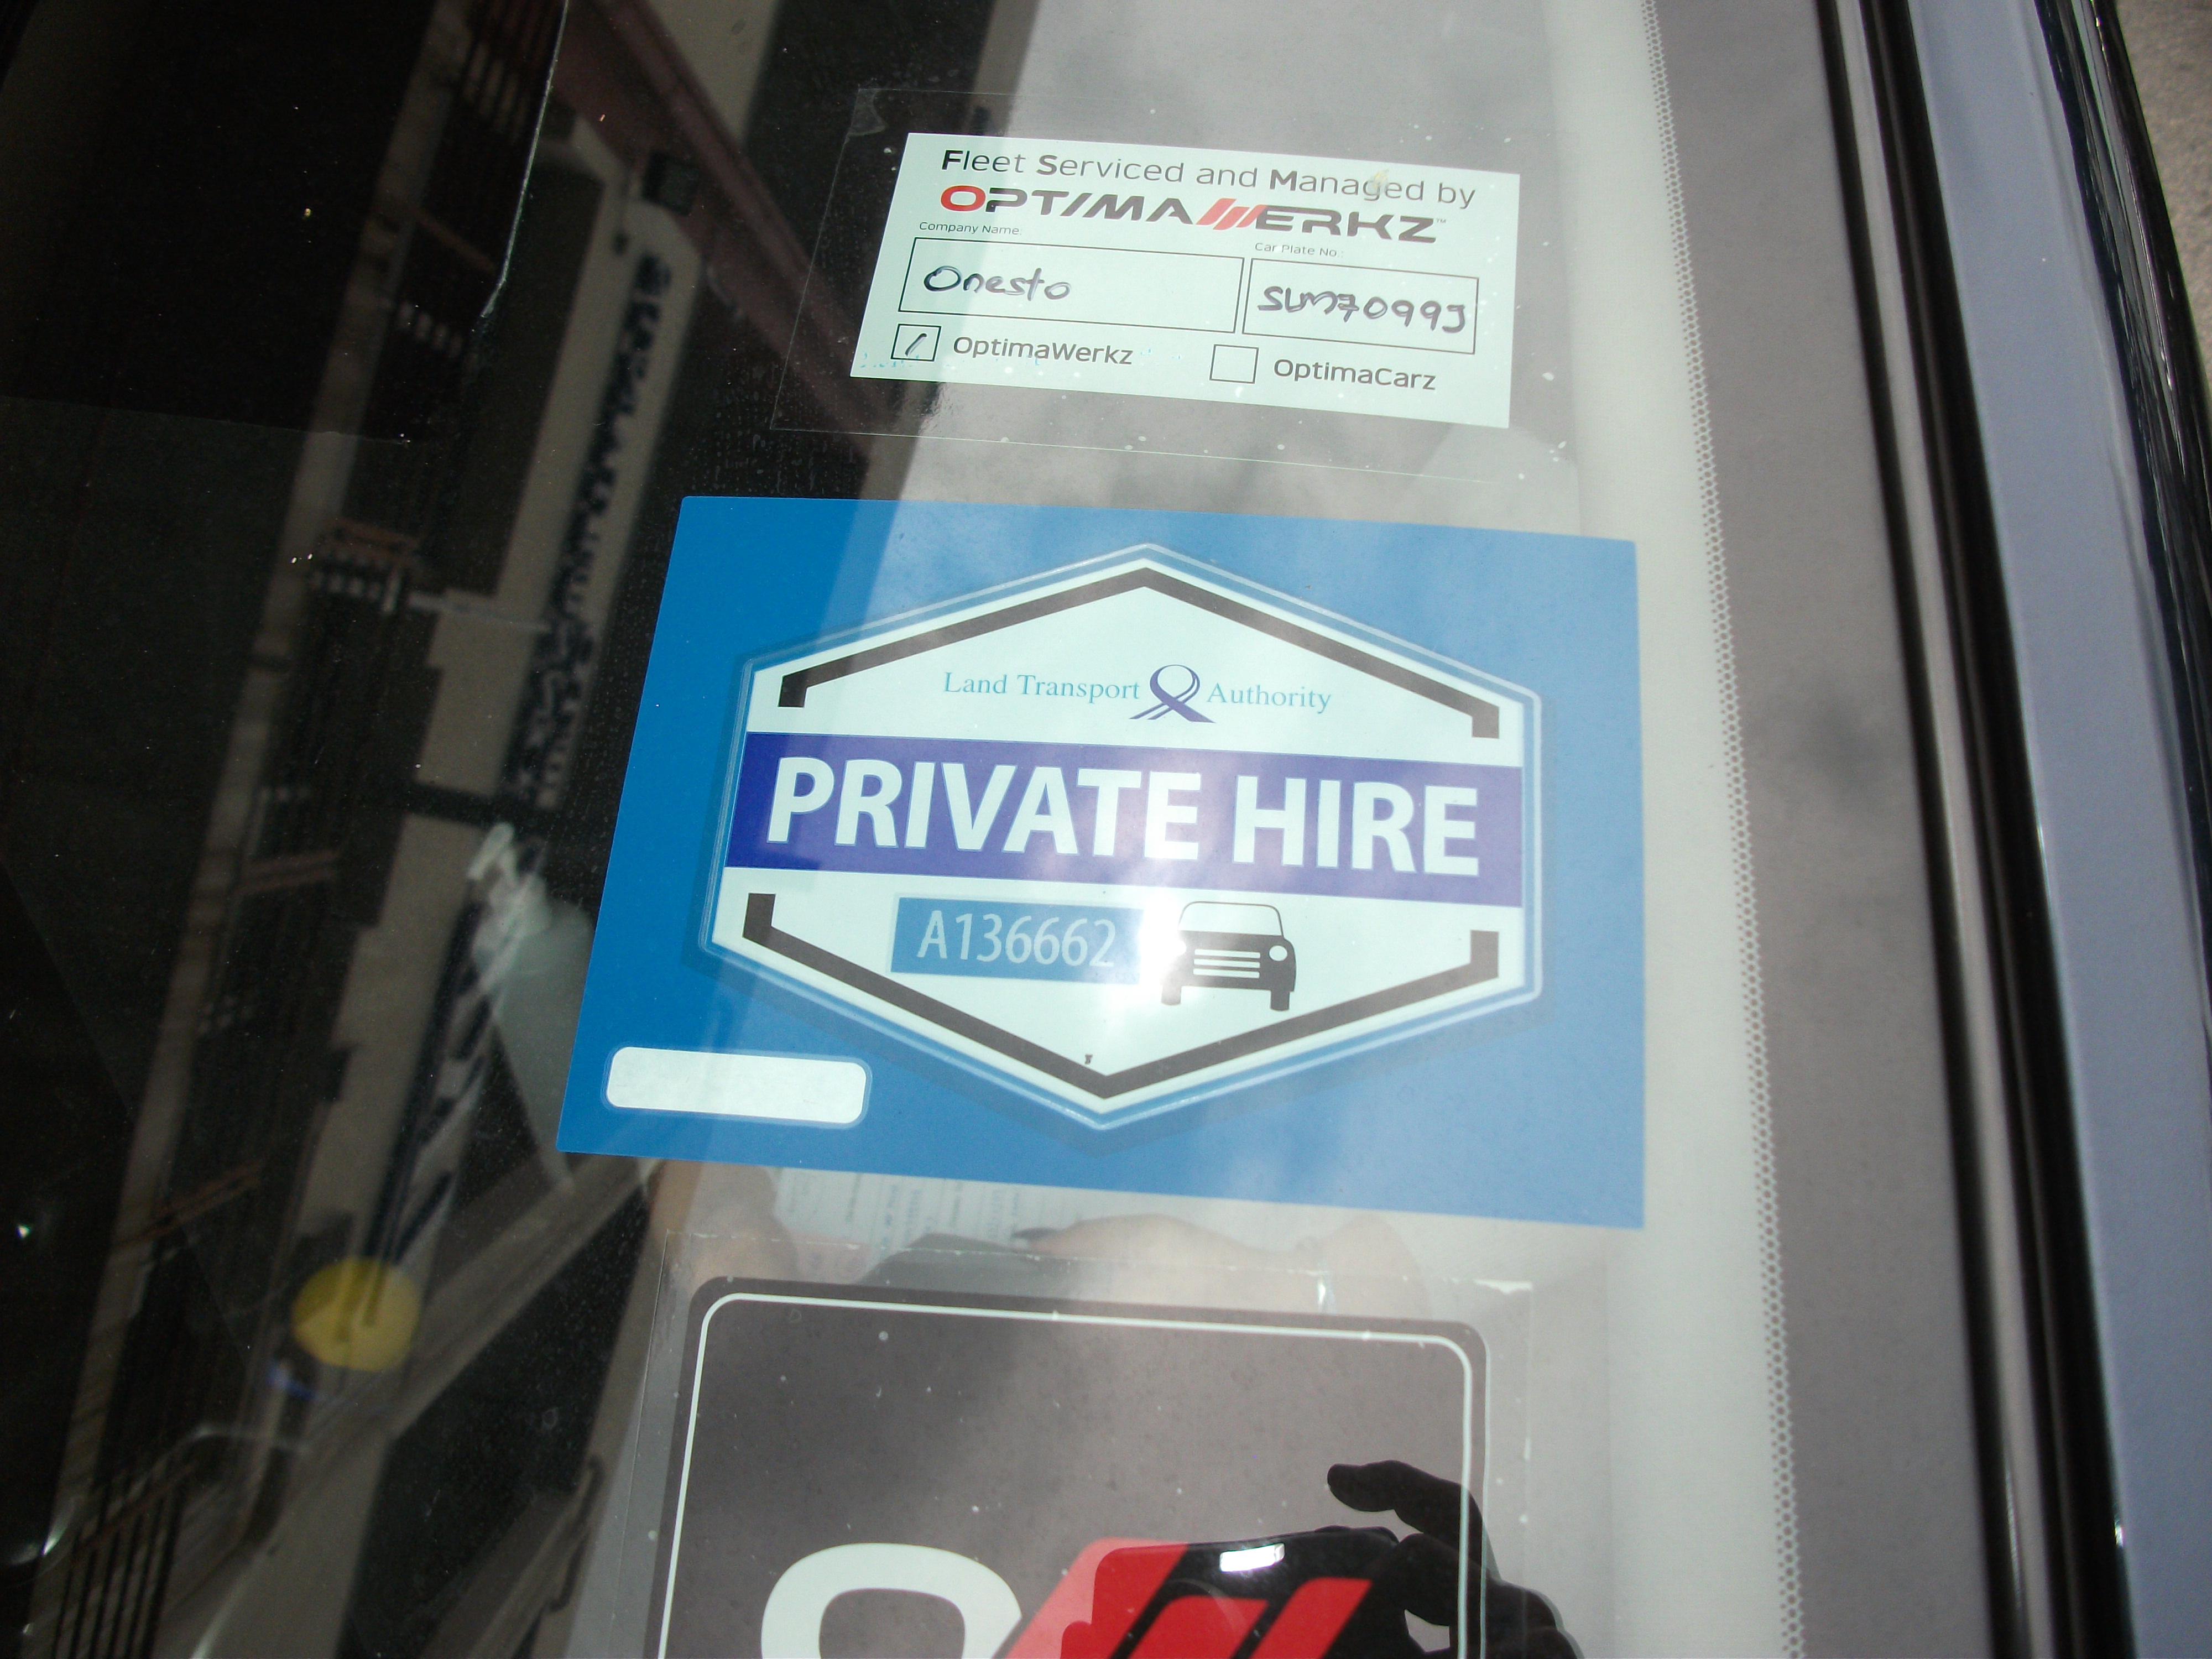 Fleet Serviced and Managed by
OPTIMAWERKZ™
Company Name:
Car Plate No.:
Onesto
SLM7099J
OptimaWerkz
OptimaCarz
Land Transport Authority
PRIVATE HIRE
A136662